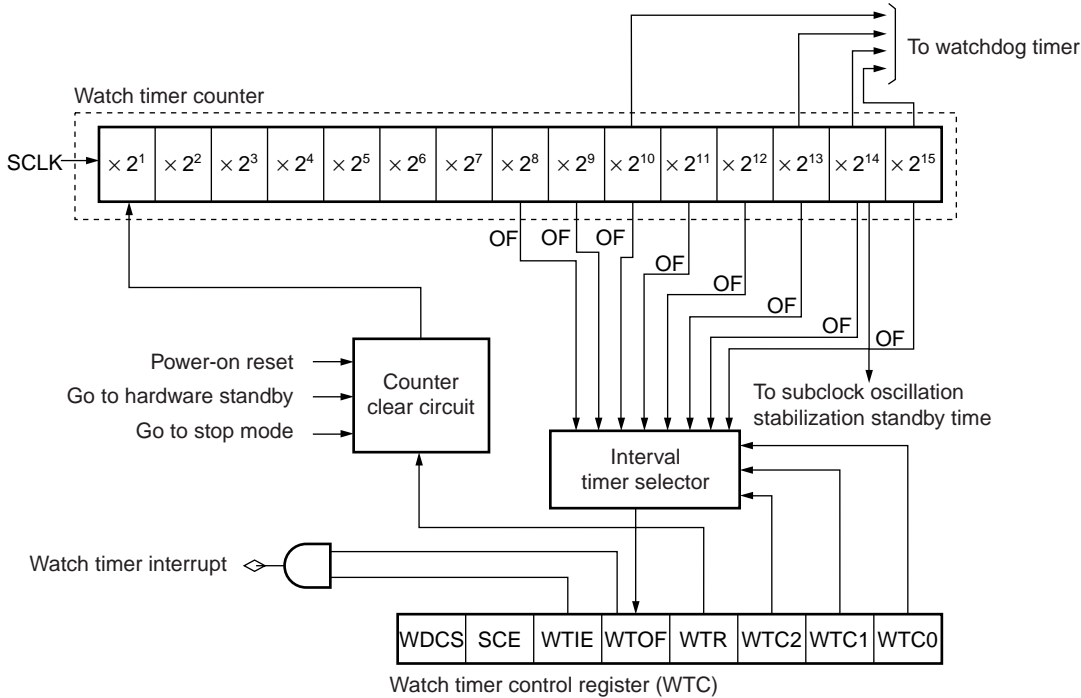 To watchdog timer
Watch timer counter
SCLK
× 2¹ × 2² × 2³ × 2⁴ × 2⁵ × 2⁶ × 2⁷ × 2⁸ × 2⁹ × 2¹⁰ × 2¹¹ × 2¹² × 2¹³ × 2¹⁴ × 2¹⁵
OF OF OF
OF
OF
OF
OF
OF
Power-on reset
Go to hardware standby
Go to stop mode
Counter
clear circuit
To subclock oscillation
stabilization standby time
Interval
timer selector
Watch timer interrupt
WDCS SCE WTIE WTOF WTR WTC2 WTC1 WTC0
Watch timer control register (WTC)